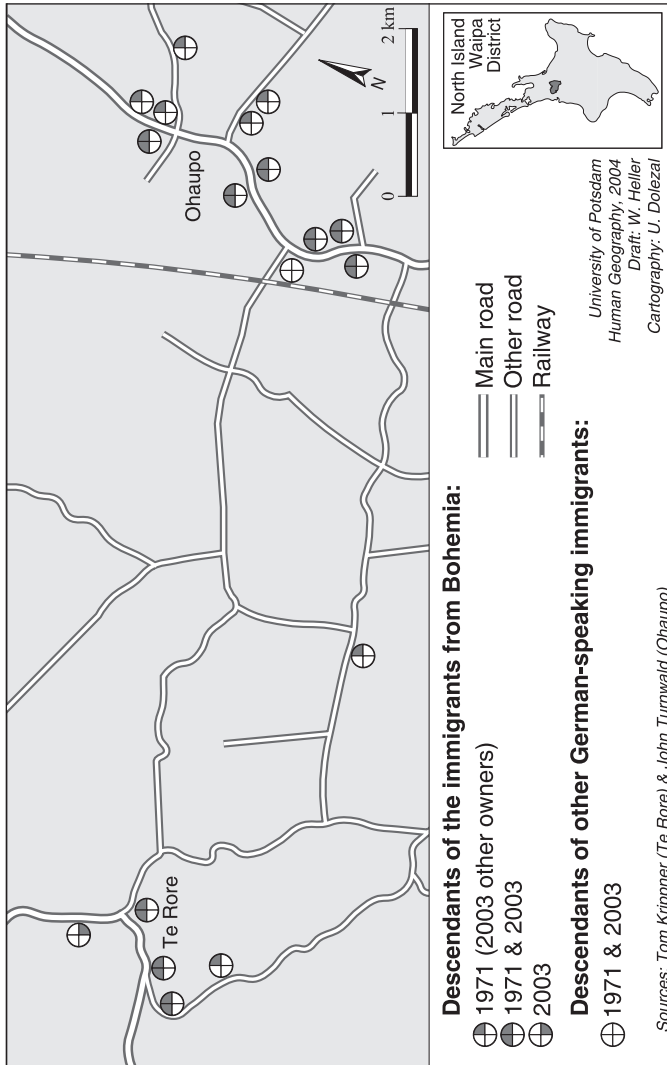 Ohaupo
Te Rore
N
0 1 2 km
Descendants of the immigrants from Bohemia:
1971 (2003 other owners)
1971 & 2003
2003
Main road
Other road
Railway
Descendants of other German-speaking immigrants:
1971 & 2003
North Island
Waipa
District
University of Potsdam
Human Geography, 2004
Draft: W. Heller
Cartography: U. Dolezal
Sources: Tom Krippner (Te Rore) & John Turnwald (Ohaupo)